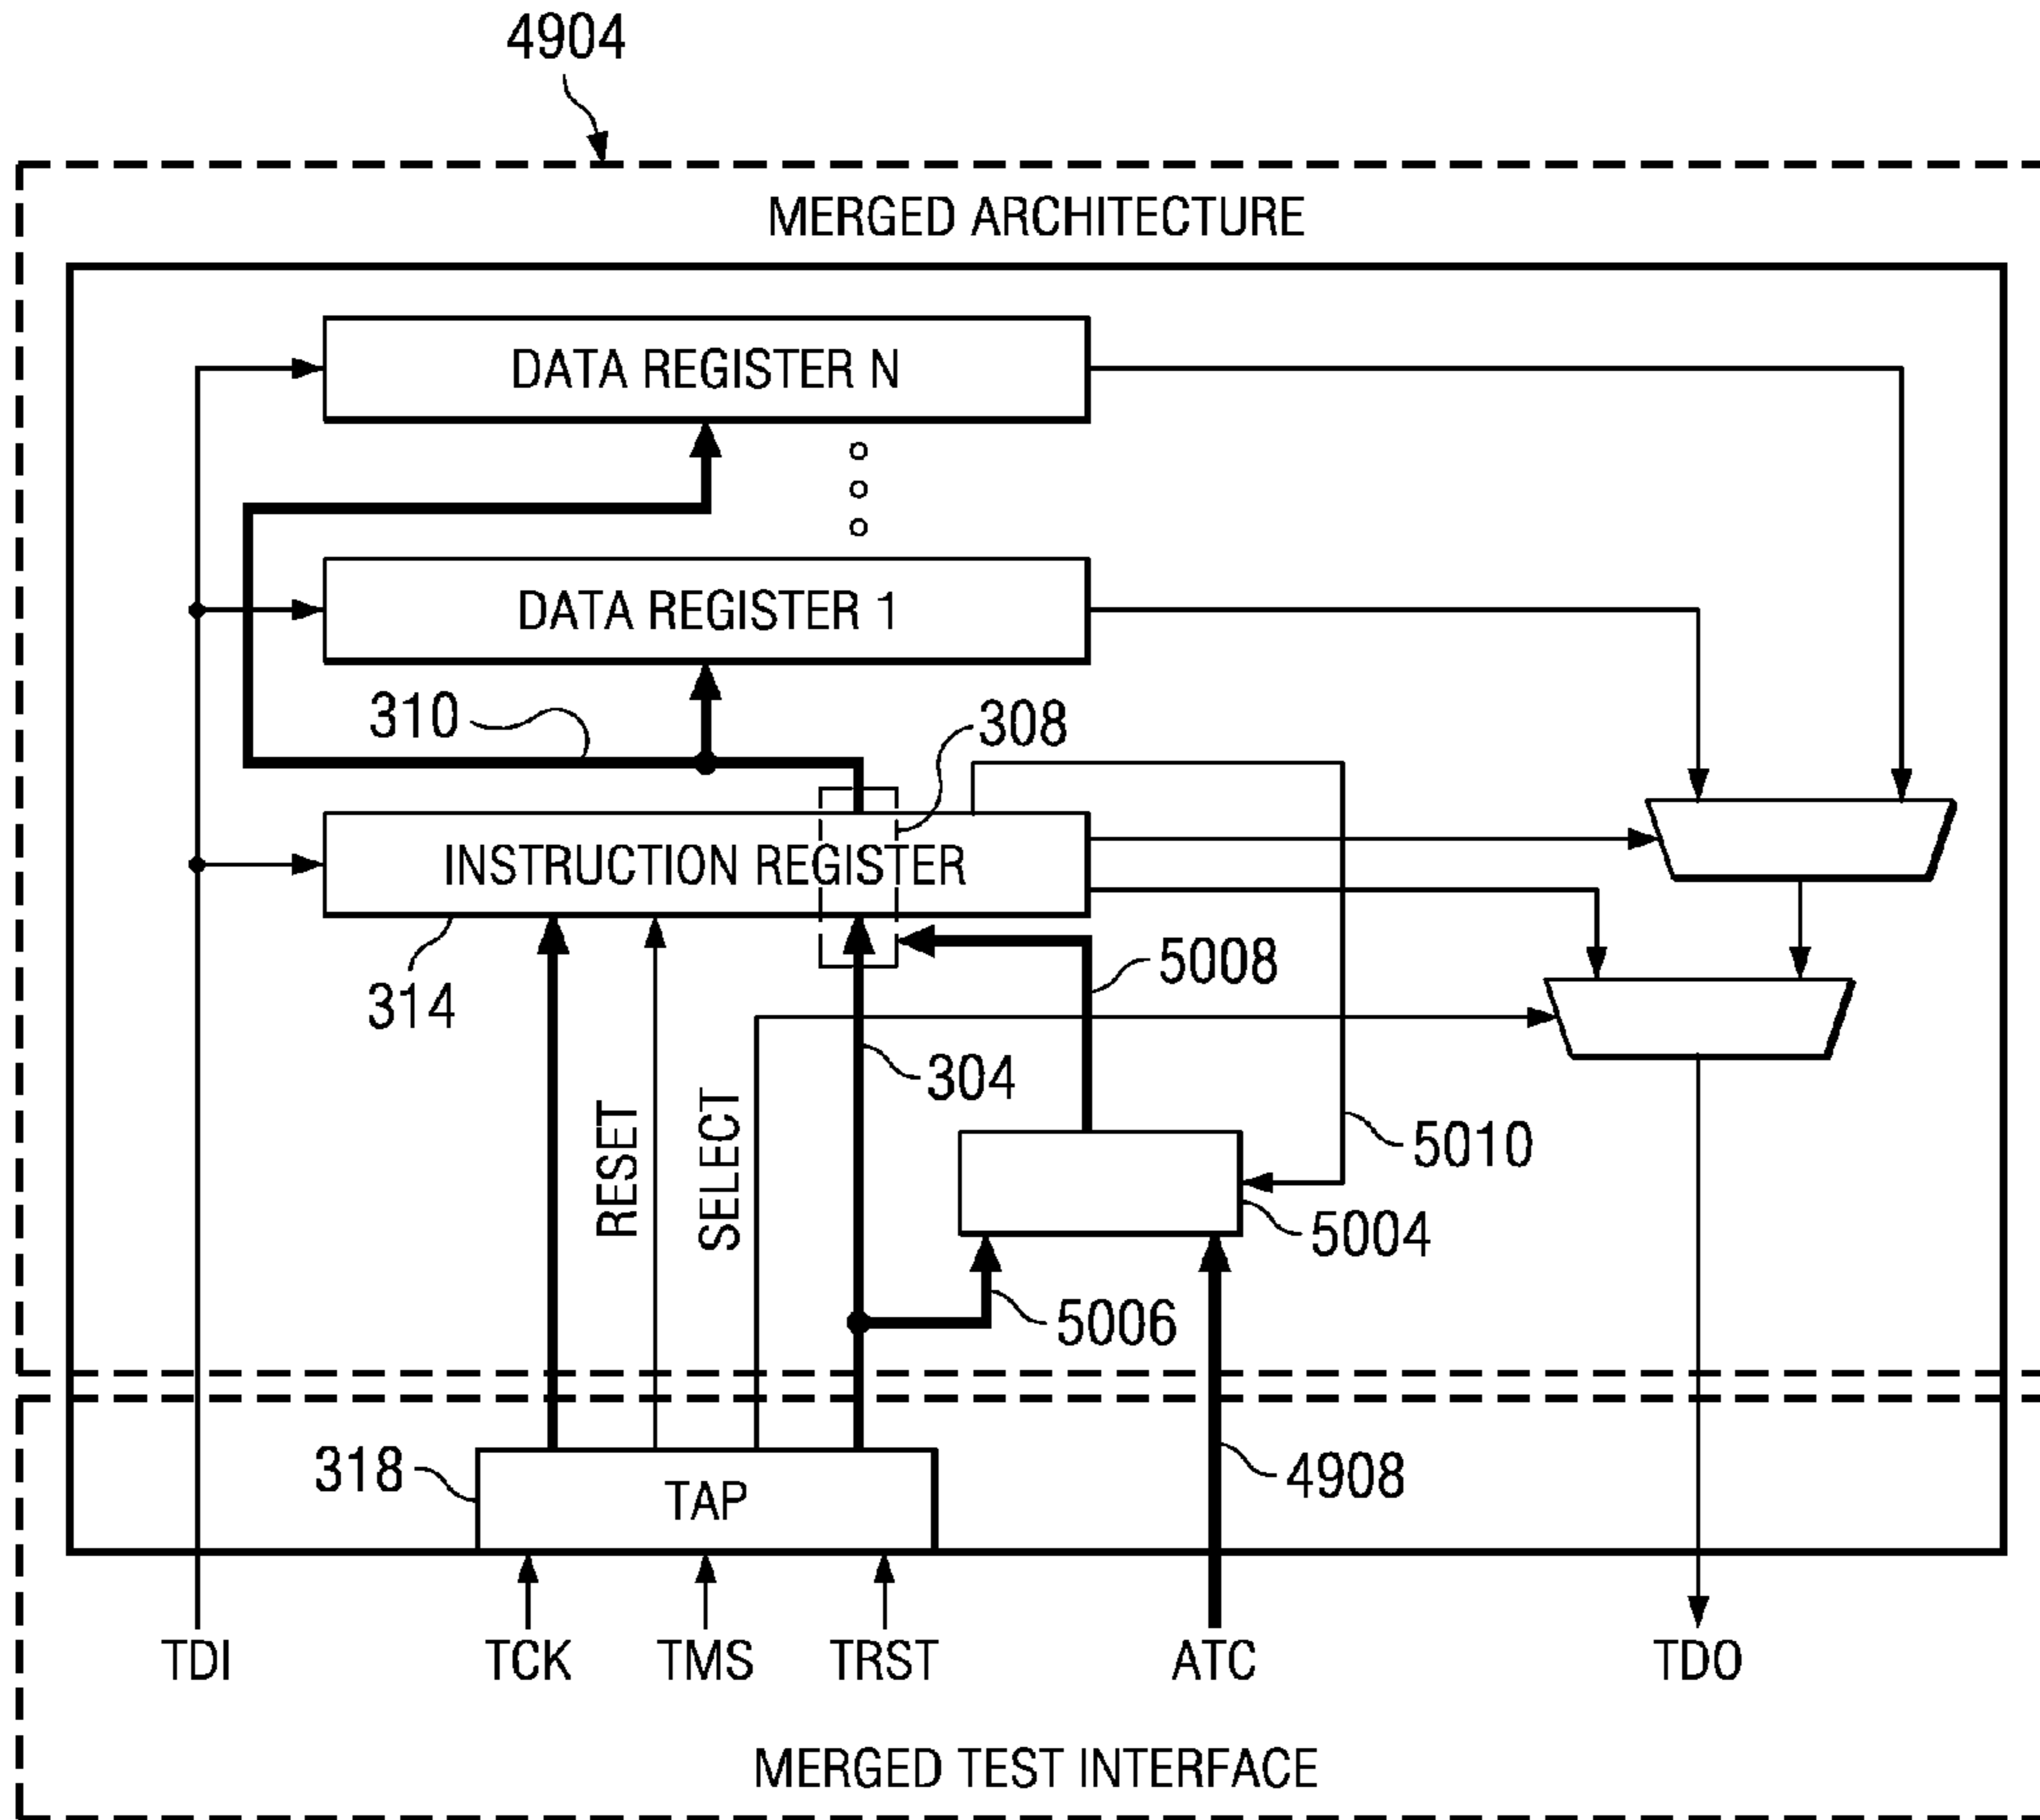 4904
MERGED ARCHITECTURE
DATA REGISTER N
DATA REGISTER 1
310
308
INSTRUCTION REGISTER
314
5008
304
RESET
SELECT
5010
5004
5006
318
TAP
4908
TDI
TCK
TMS
TRST
ATC
TDO
MERGED TEST INTERFACE